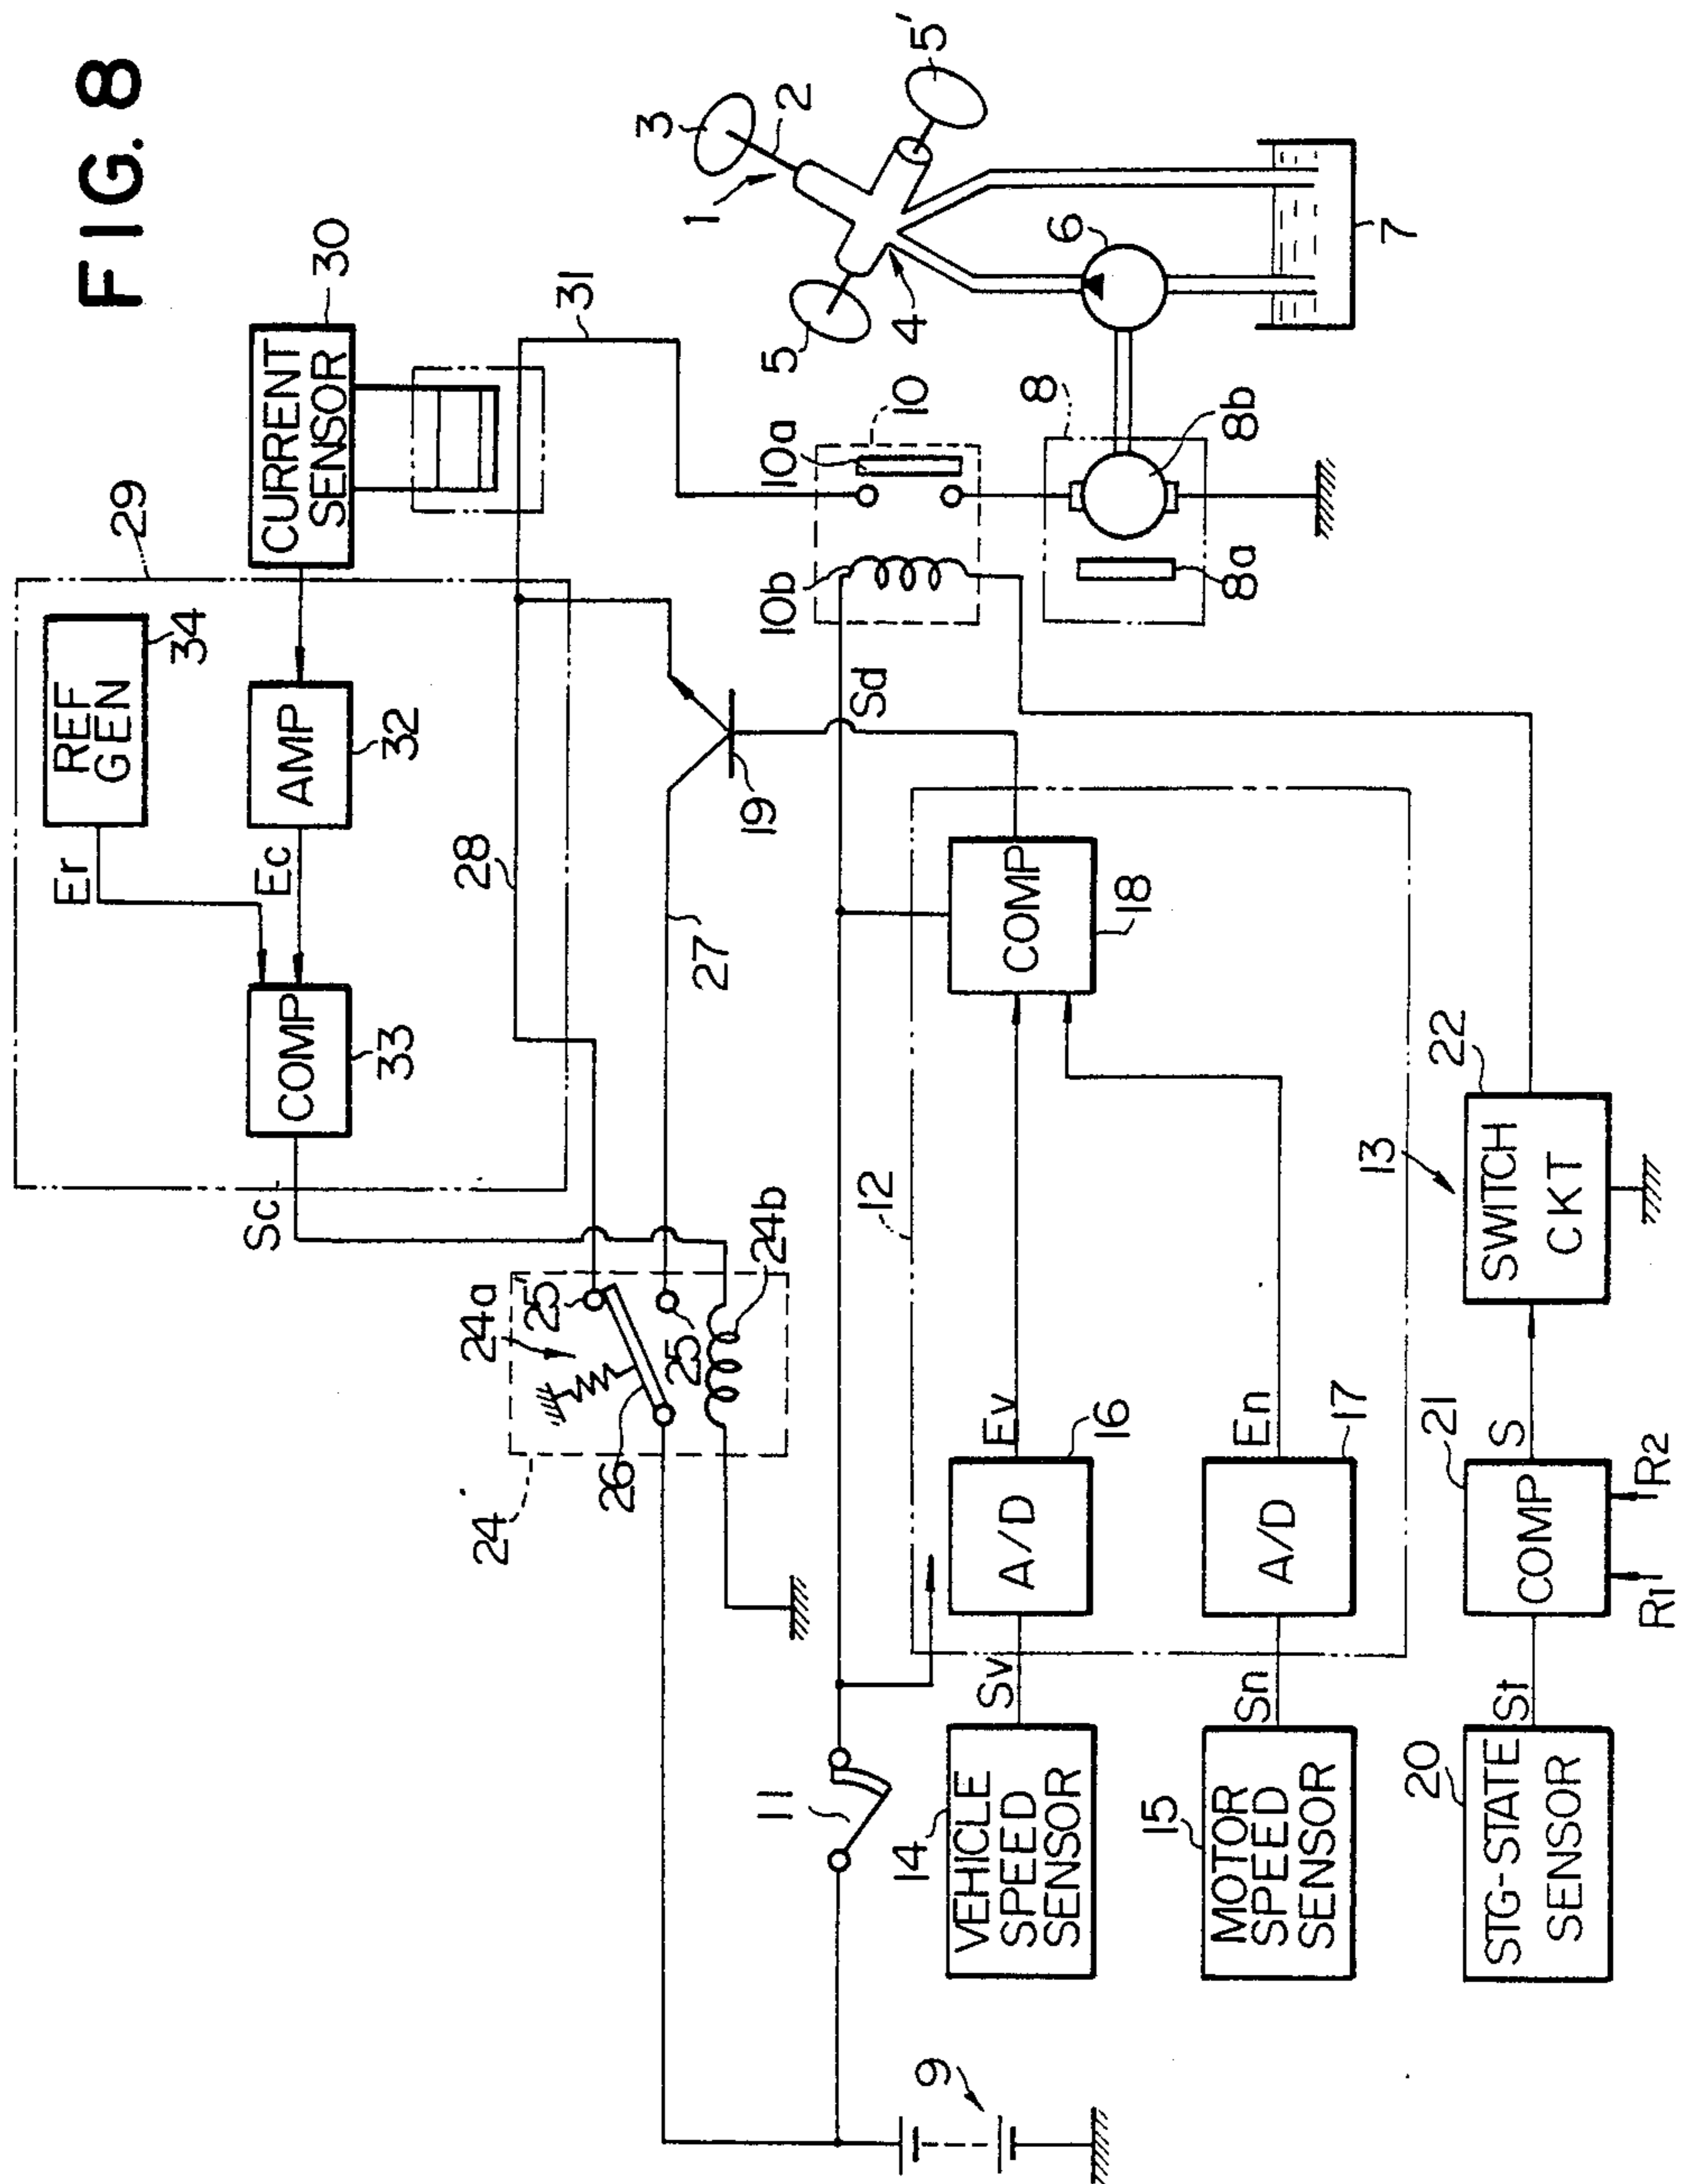 FIG. 8
30
CURRENT
SENSOR
29
REF
GEN
34
Er
AMP
32
Ec
COMP
33
Sc
31
28
27
19
24
24a
24b
25'
25
26
3
2
1
5'
5
4
6
7
10
10a
10b
8
8b
8a
Sd
12
COMP
18
Ev
A/D
16
En
A/D
17
11
Sv
VEHICLE
SPEED
SENSOR
14
Sn
MOTOR
SPEED
SENSOR
15
13
22
SWITCH
CKT
S
21
COMP
R1
R2
St
20
STG-STATE
SENSOR
9